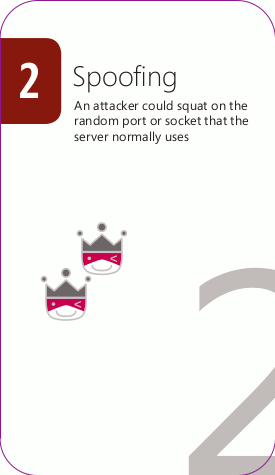 2
Spoofing
An attacker could squat on the
random port or socket that the
server normally uses
2